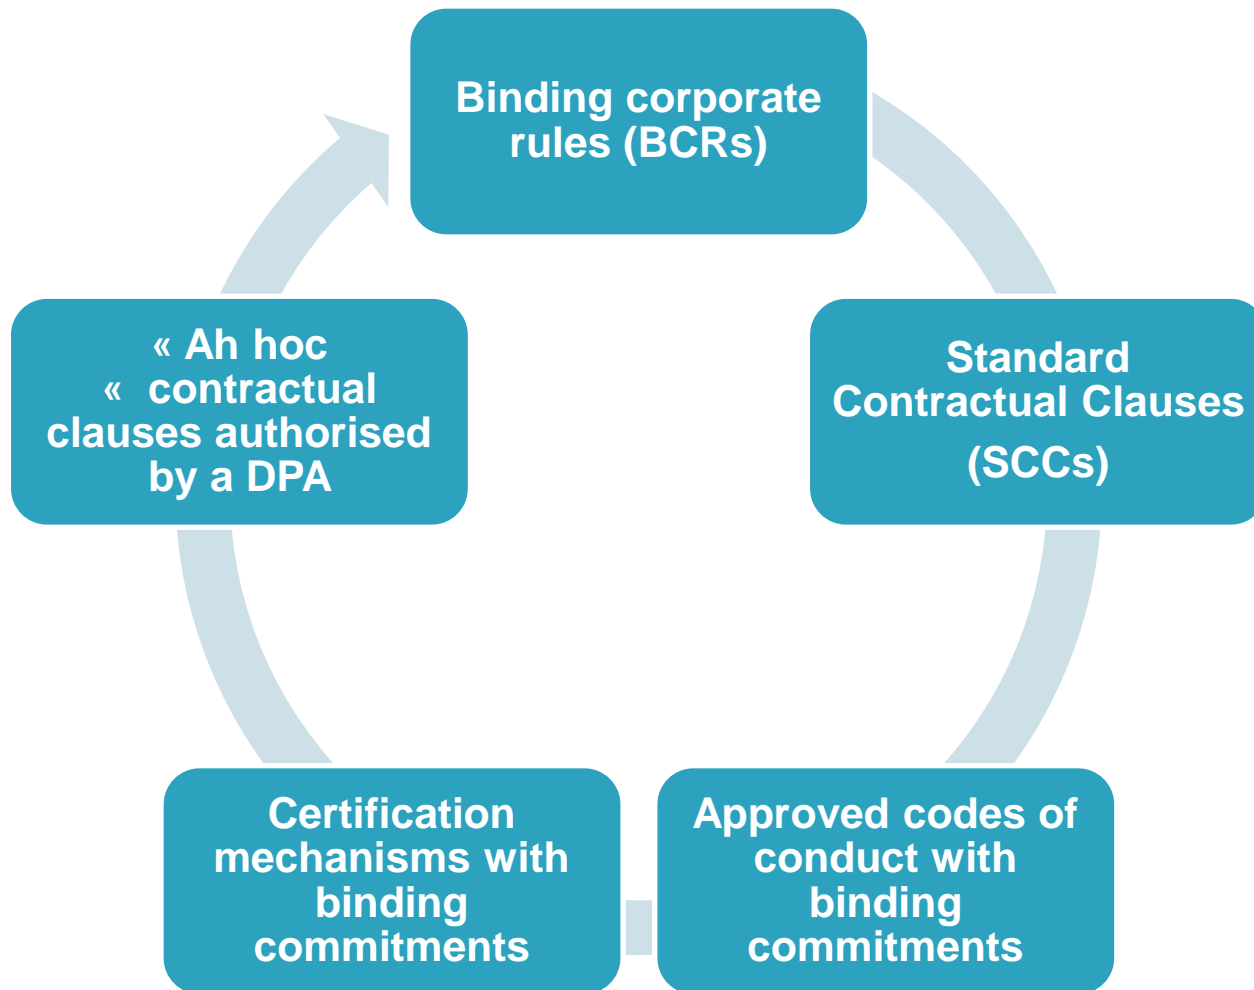 Binding corporate
rules (BCRs)
Standard
Contractual Clauses
(SCCs)
Approved codes of
conduct with
binding
commitments
Certification
mechanisms with
binding
commitments
« Ah hoc
« contractual
clauses authorised
by a DPA